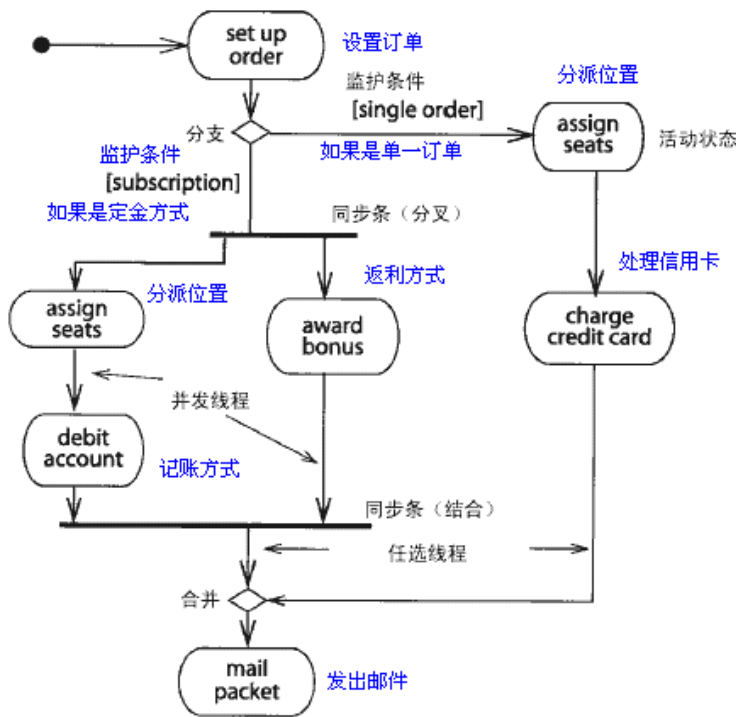 set up
order
设置订单
分派位置
监护条件
[single order]
assign
seats
活动状态
分支
如果是单一订单
监护条件
[subscription]
如果是定金方式
同步条（分叉）
处理信用卡
返利方式
分派位置
assign
seats
award
bonus
charge
credit card
并发线程
debit
account
记账方式
同步条（结合）
任选线程
合并
mail
packet
发出邮件